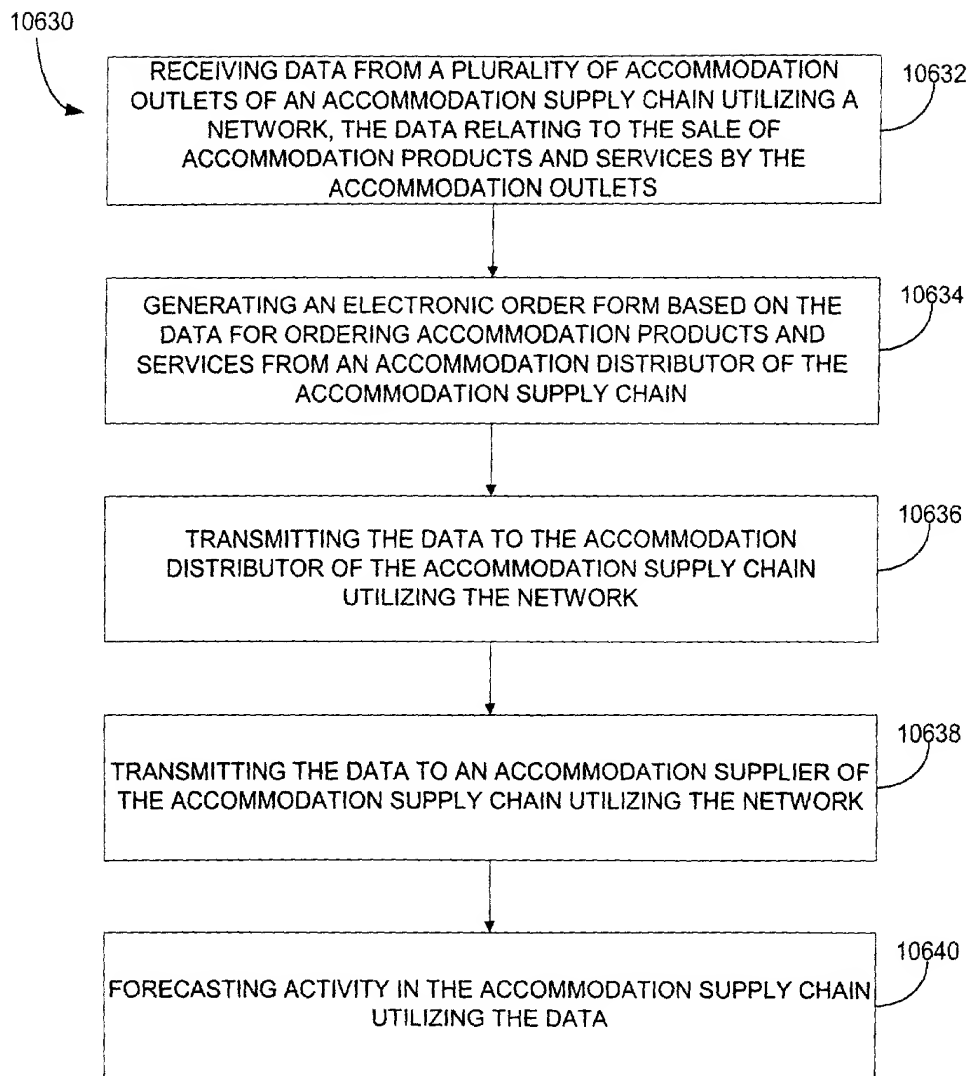 10630
RECEIVING DATA FROM A PLURALITY OF ACCOMMODATION
OUTLETS OF AN ACCOMMODATION SUPPLY CHAIN UTILIZING A
NETWORK, THE DATA RELATING TO THE SALE OF
ACCOMMODATION PRODUCTS AND SERVICES BY THE
ACCOMMODATION OUTLETS
10632
GENERATING AN ELECTRONIC ORDER FORM BASED ON THE
DATA FOR ORDERING ACCOMMODATION PRODUCTS AND
SERVICES FROM AN ACCOMMODATION DISTRIBUTOR OF THE
ACCOMMODATION SUPPLY CHAIN
10634
TRANSMITTING THE DATA TO THE ACCOMMODATION
DISTRIBUTOR OF THE ACCOMMODATION SUPPLY CHAIN
UTILIZING THE NETWORK
10636
TRANSMITTING THE DATA TO AN ACCOMMODATION SUPPLIER OF
THE ACCOMMODATION SUPPLY CHAIN UTILIZING THE NETWORK
10638
FORECASTING ACTIVITY IN THE ACCOMMODATION SUPPLY CHAIN
UTILIZING THE DATA
10640